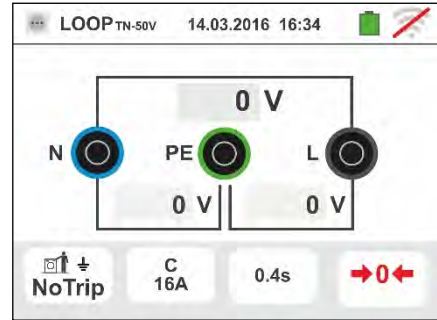 LOOP TN-50V 14.03.2016 16:34
0 V
N PE L
0 V 0 V
NoTrip C 16A 0.4s →0←